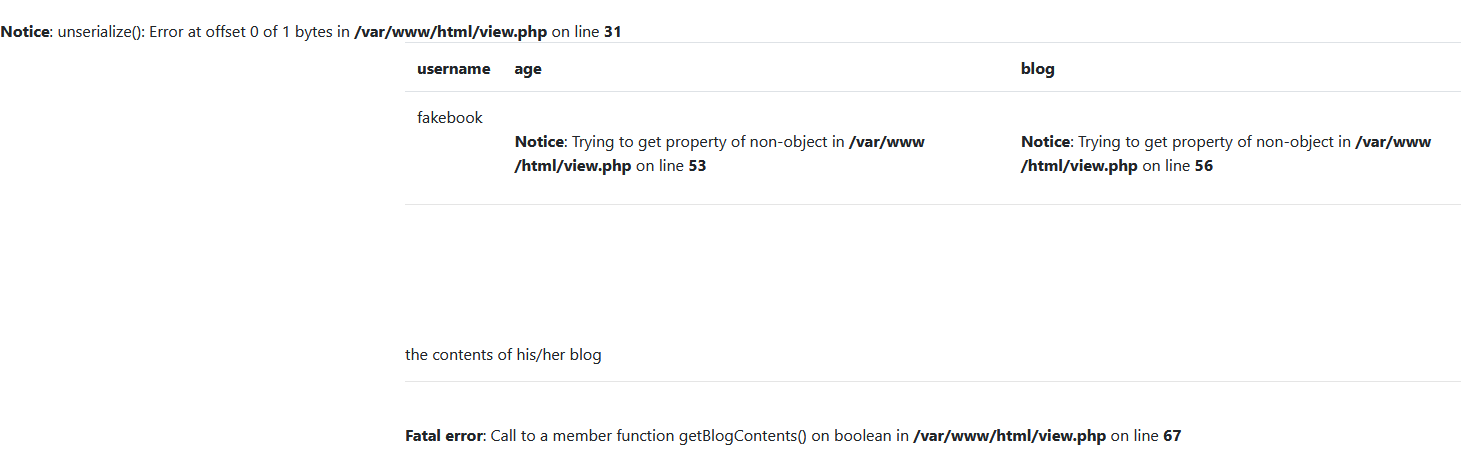 Notice: unserialize(): Error at offset 0 of 1 bytes in /var/www/html/view.php on line 31
username age blog
fakebook
Notice: Trying to get property of non-object in /var/www
/html/view.php on line 53
Notice: Trying to get property of non-object in /var/www
/html/view.php on line 56
the contents of his/her blog
Fatal error: Call to a member function getBlogContents() on boolean in /var/www/html/view.php on line 67